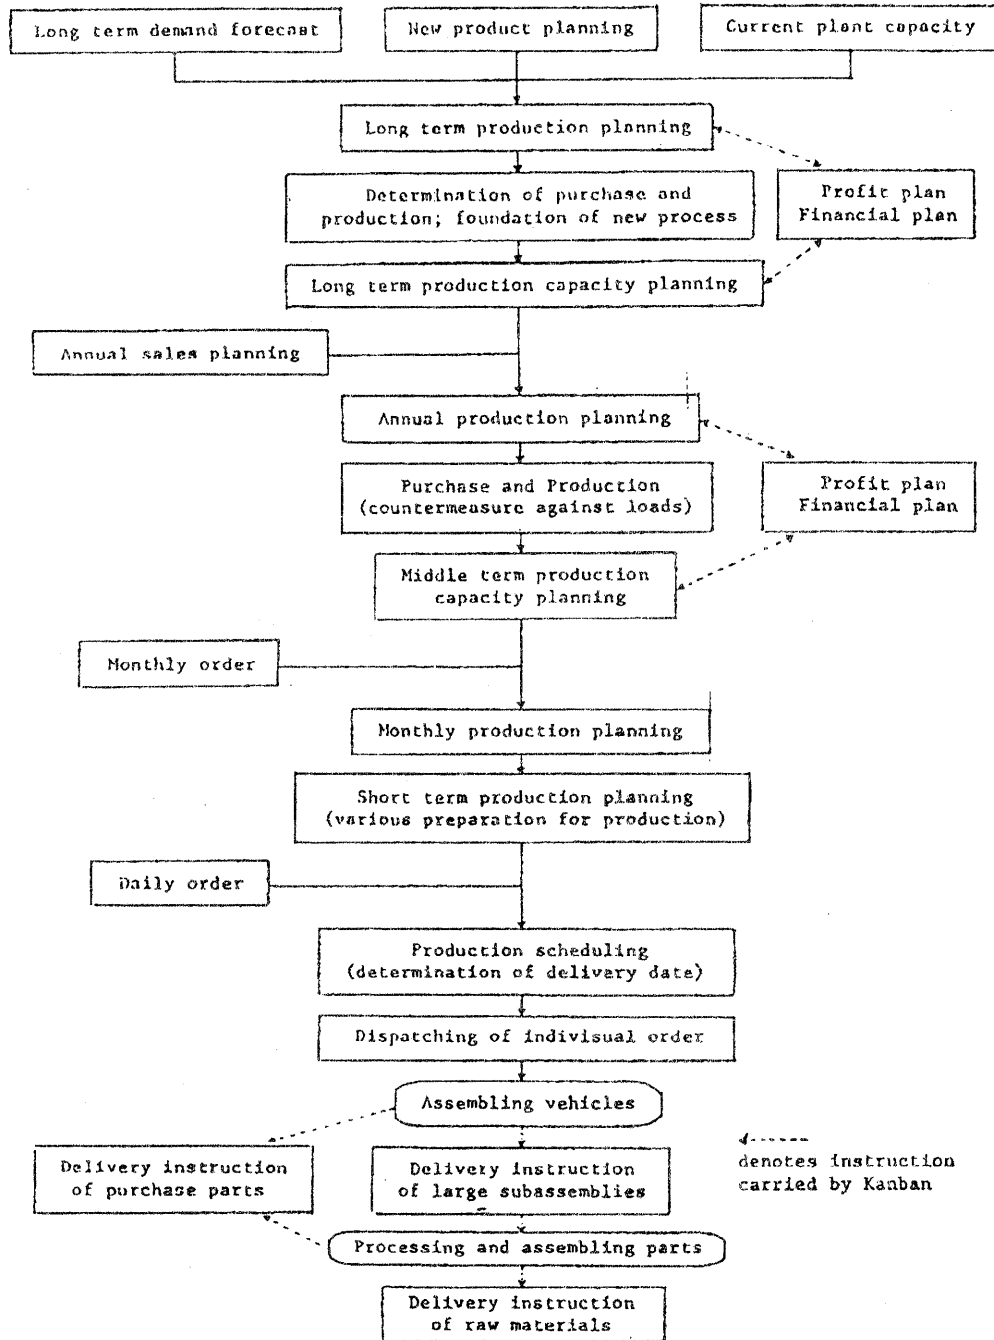 Long term demand forecast
New product planning
Current plant capacity
Long term production planning
Determination of purchase and
production; foundation of new process
Profit plan
Financial plan
Long term production capacity planning
Annual sales planning
Annual production planning
Purchase and Production
(countermeasure against loads)
Profit plan
Financial plan
Middle term production
capacity planning
Monthly order
Monthly production planning
Short term production planning
(various preparation for production)
Daily order
Production scheduling
(determination of delivery date)
Dispatching of indivisual order
Assembling vehicles
Delivery instruction
of purchase parts
Delivery instruction
of large subassemblies
denotes instruction
carried by Kanban
Processing and assembling parts
Delivery instruction
of raw materials